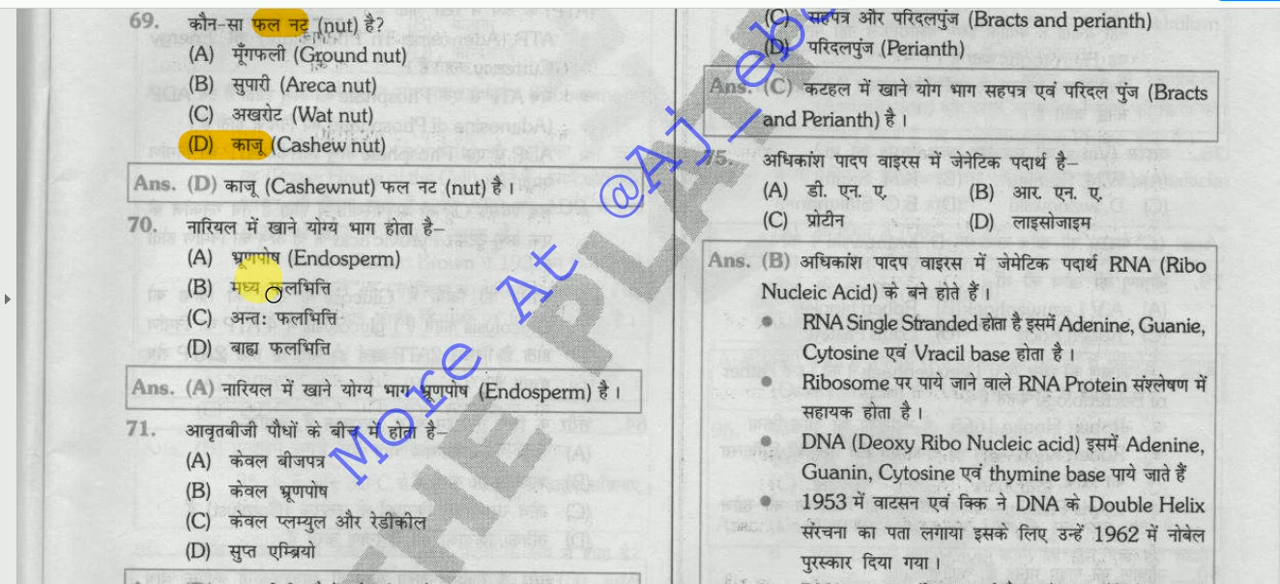 69. कौन-सा फल नट (nut) है?
(A) मूँगफली (Ground nut)
(B) सुपारी (Areca nut)
(C) अखरोट (Wat nut)
(D) काजू (Cashew nut)
Ans. (D) काजू (Cashewnut) फल नट (nut) है।
70. नारियल में खाने योग्य भाग होता है–
(A) भ्रूणपोष (Endosperm)
(B) मध्य फलभित्ति
(C) अन्त: फलभित्ति
(D) बाह्य फलभित्ति
Ans. (A) नारियल में खाने योग्य भाग भ्रूणपोष (Endosperm) है।
71. आवृतबीजी पौधों के बीच में होता है–
(A) केवल बीजपत्र
(B) केवल भ्रूणपोष
(C) केवल प्लम्युल और रेडीकोल
(D) सुप्त एम्ब्रियो
(C) सहपत्र और परिदलपुंज (Bracts and perianth)
(D) परिदलपुंज (Perianth)
Ans. (C) कटहल में खाने योग भाग सहपत्र एवं परिदल पुंज (Bracts
and Perianth) है।
75. अधिकांश पादप वाइरस में जेनेटिक पदार्थ है–
(A) डी. एन. ए. (B) आर. एन. ए.
(C) प्रोटीन (D) लाइसोजाइम
Ans. (B) अधिकांश पादप वाइरस में जेमेटिक पदार्थ RNA (Ribo
Nucleic Acid) के बने होते हैं।
● RNA Single Stranded होता है इसमें Adenine, Guanie,
Cytosine एवं Vracil base होता है।
● Ribosome पर पाये जाने वाले RNA Protein संश्लेषण में
सहायक होता है।
● DNA (Deoxy Ribo Nucleic acid) इसमें Adenine,
Guanin, Cytosine एवं thymine base पाये जाते हैं
● 1953 में वाटसन एवं क्रिक ने DNA के Double Helix
संरचना का पता लगाया इसके लिए उन्हें 1962 में नोबेल
पुरस्कार दिया गया।
More At @Aj_eb
THE PLAT